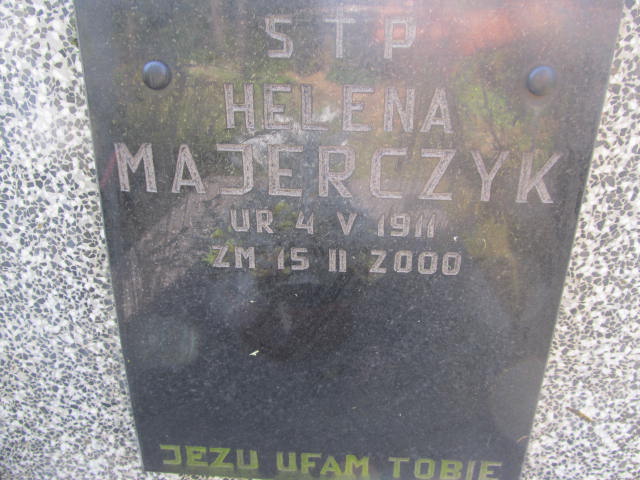 STP
HELENA
MAJERCZYK
UR 4 V 1911
ZM 15 II 2000
JEZU UFAM TOBIE